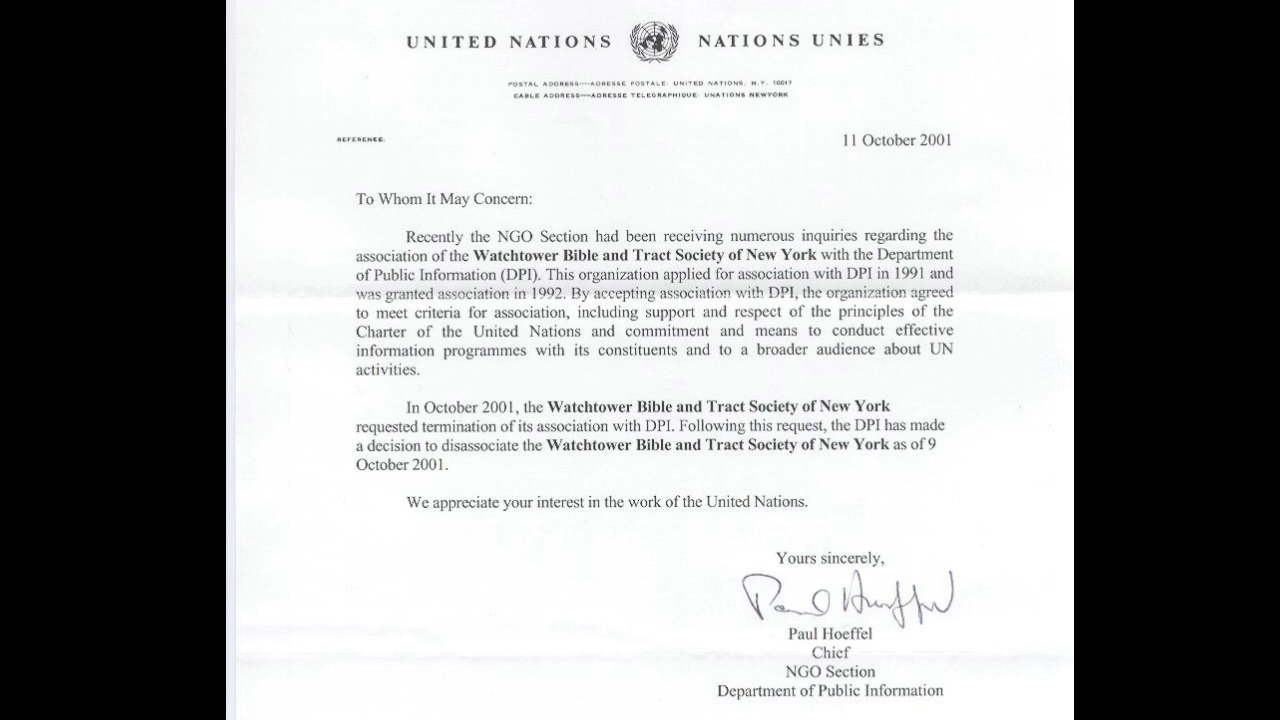 UNITED NATIONS NATIONS UNIES
POSTAL ADDRESS—ADRESSE POSTALE: UNITED NATIONS, N.Y. 10017
CABLE ADDRESS—ADRESSE TELEGRAPHIQUE: UNATIONS NEWYORK
REFERENCE:
11 October 2001
To Whom It May Concern:
Recently the NGO Section had been receiving numerous inquiries regarding the
association of the Watchtower Bible and Tract Society of New York with the Department
of Public Information (DPI). This organization applied for association with DPI in 1991 and
was granted association in 1992. By accepting association with DPI, the organization agreed
to meet criteria for association, including support and respect of the principles of the
Charter of the United Nations and commitment and means to conduct effective
information programmes with its constituents and to a broader audience about UN
activities.
In October 2001, the Watchtower Bible and Tract Society of New York
requested termination of its association with DPI. Following this request, the DPI has made
a decision to disassociate the Watchtower Bible and Tract Society of New York as of 9
October 2001.
We appreciate your interest in the work of the United Nations.
Yours sincerely,
Paul Hoeffel
Paul Hoeffel
Chief
NGO Section
Department of Public Information